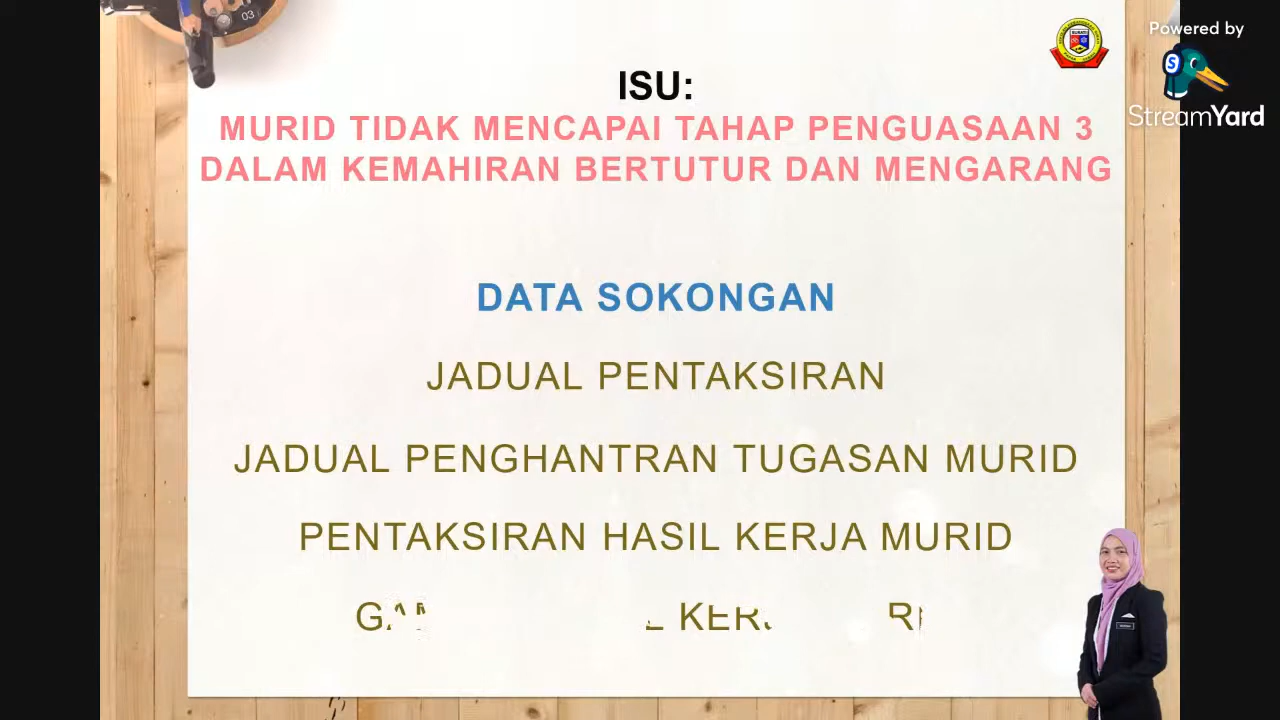 Powered by
StreamYard
ISU:
MURID TIDAK MENCAPAI TAHAP PENGUASAAN 3
DALAM KEMAHIRAN BERTUTUR DAN MENGARANG
DATA SOKONGAN
JADUAL PENTAKSIRAN
JADUAL PENGHANTRAN TUGASAN MURID
PENTAKSIRAN HASIL KERJA MURID
03